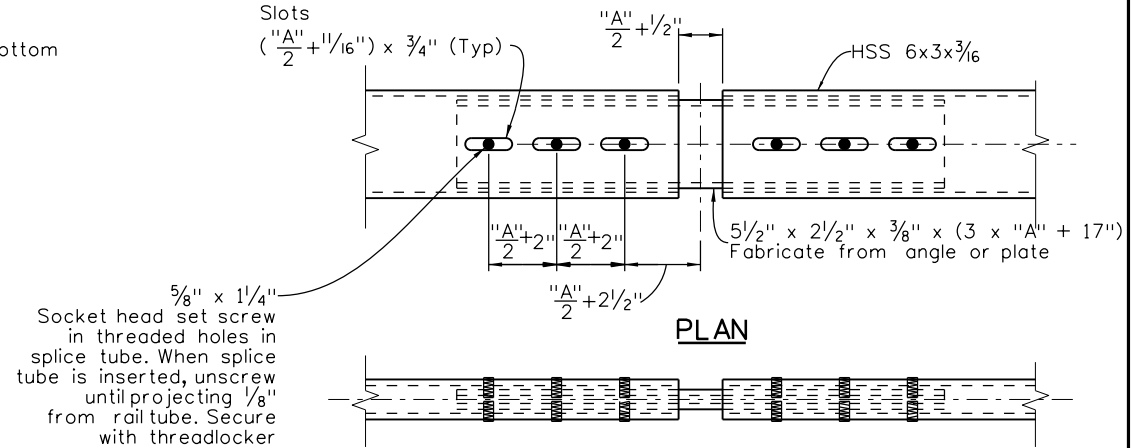 ottom
Slots
("A"/2 + 11/16") x 3/4" (Typ)
"A"/2 + 1/2"
HSS 6x3x3/16
"A"/2 +2" "A"/2 +2"
"A"/2 +2 1/2"
5 1/2" x 2 1/2" x 3/8" x (3 x "A" + 17")
Fabricate from angle or plate
5/8" x 1 1/4"
Socket head set screw
in threaded holes in
splice tube. When splice
tube is inserted, unscrew
until projecting 1/8"
from rail tube. Secure
with threadlocker
PLAN